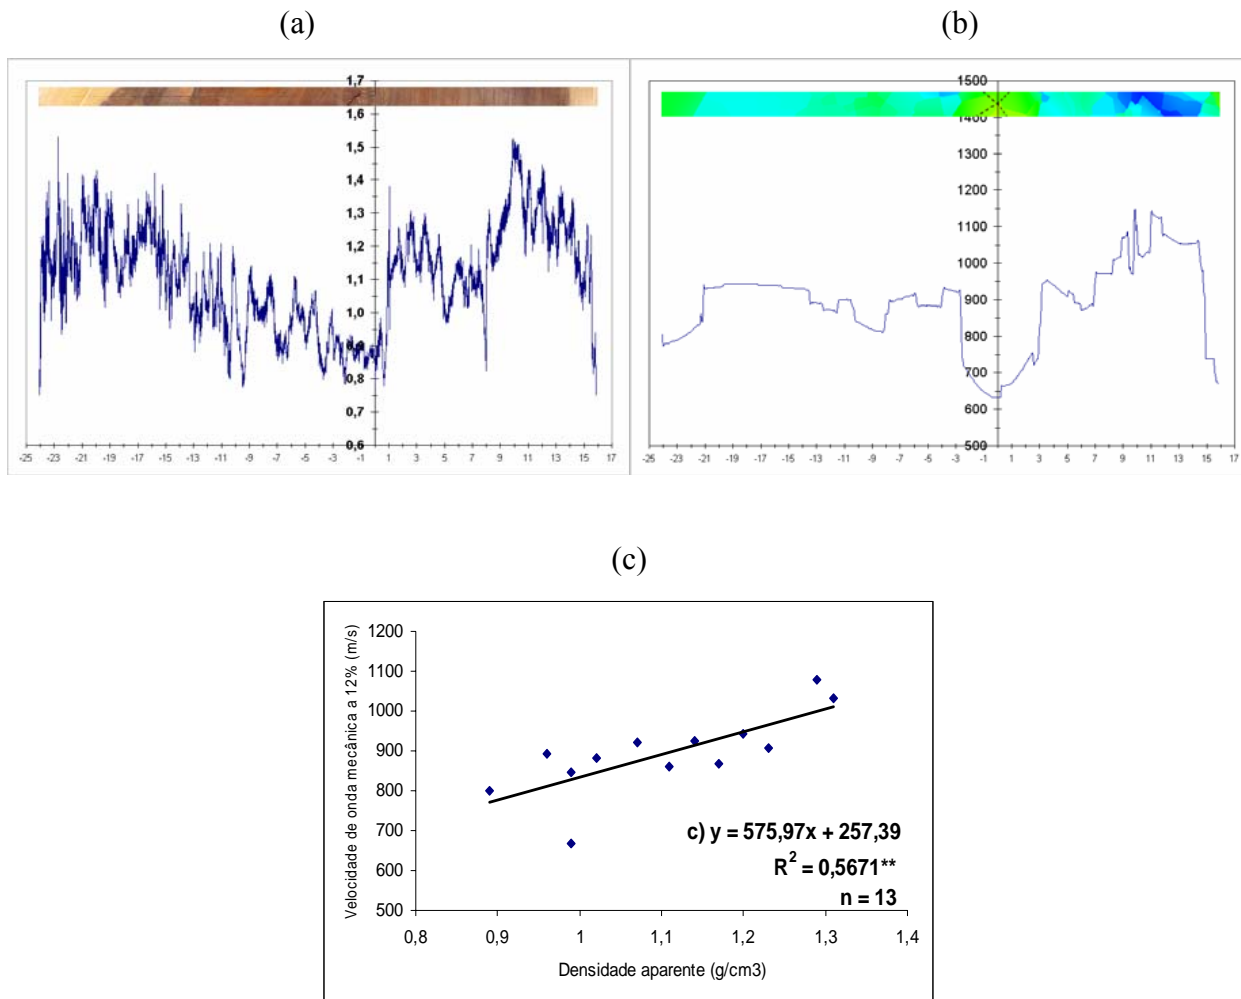 (a)
(b)
1,7
1,6
1,5
1,4
1,3
1,2
1,1
1,0
0,9
0,8
0,7
0,6
-25 -23 -21 -19 -17 -15 -13 -11 -9 -7 -5 -3 -1 1 3 5 7 9 11 13 15 17
1500
1400
1300
1200
1100
1000
900
800
700
600
500
-25 -23 -21 -19 -17 -15 -13 -11 -9 -7 -5 -3 -1 1 3 5 7 9 11 13 15 17
(c)
Velocidade de onda mecânica a 12% (m/s)
1200
1100
1000
900
800
700
600
500
c) y = 575,97x + 257,39
R² = 0,5671**
n = 13
0,8 0,9 1 1,1 1,2 1,3 1,4
Densidade aparente (g/cm3)